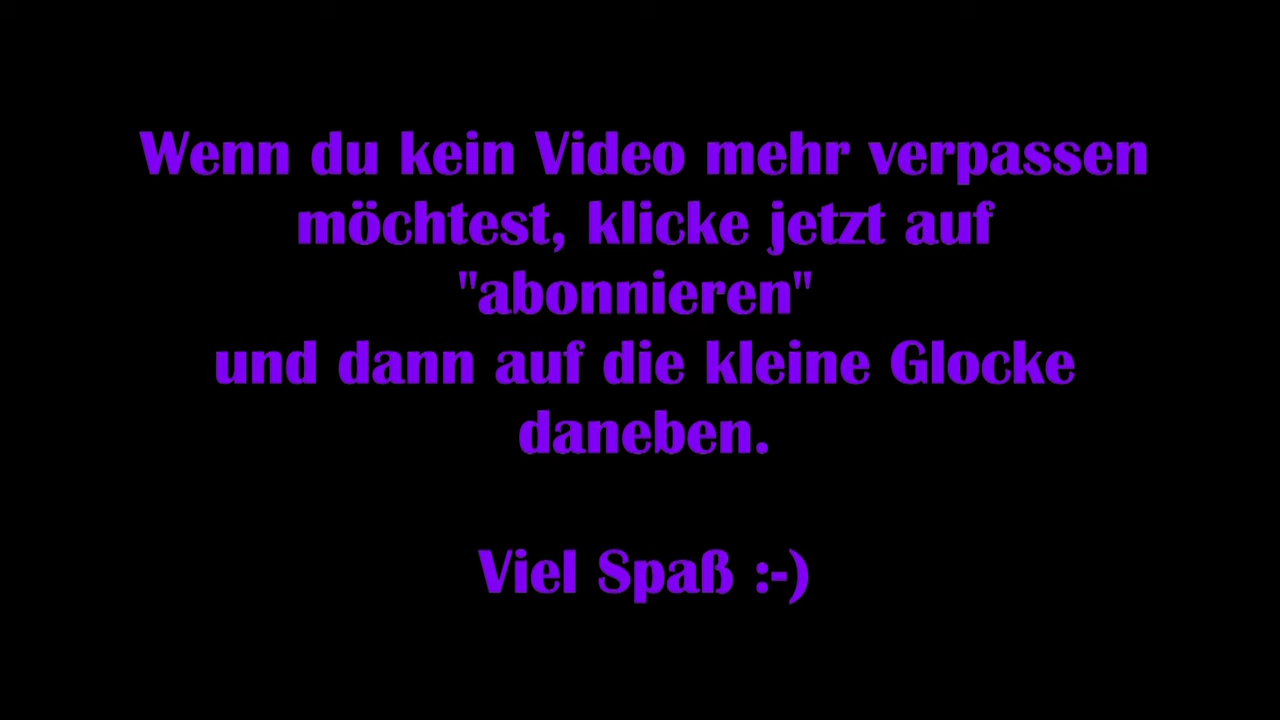 Wenn du kein Video mehr verpassen
möchtest, klicke jetzt auf
"abonnieren"
und dann auf die kleine Glocke
daneben.
Viel Spaß :-)